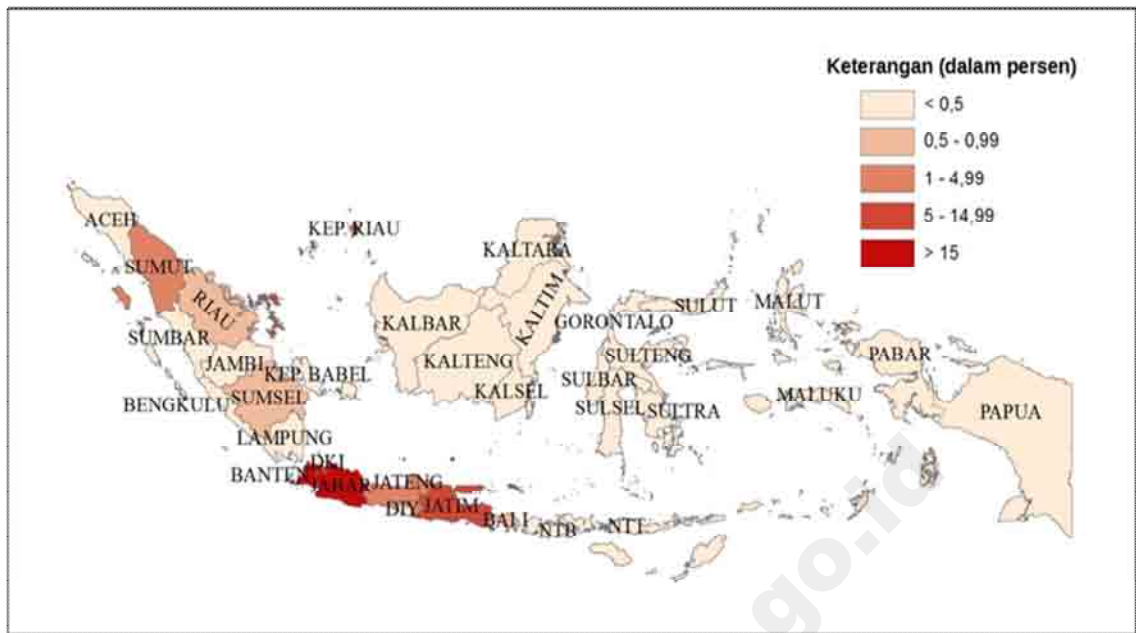 Keterangan (dalam persen)
< 0,5
0,5 - 0,99
1 - 4,99
5 - 14,99
> 15
ACEH
KEP. RIAU
KALTARA
SUMUT
RIAU
KALTIM
SULUT
MALUT
SUMBAR
KALBAR
GORONTALO
JAMBI
KALTENG
SULTENG
PABAR
KEP. BABEL
SULBAR
BENGKULU
SUMSEL
KALSEL
SULSEL
SULTRA
MALUKU
PAPUA
LAMPUNG
DKI
BANTEN
JABAR
JATENG
DIY
JATIM
BALI
NTB
NTT
go.id